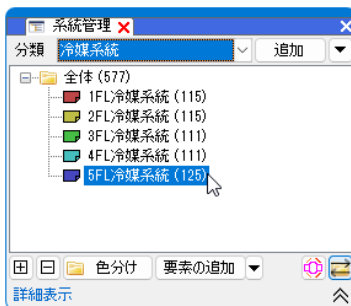 系統管理
分類 冷媒系統 追加
全体 (577)
1FL冷媒系統 (115)
2FL冷媒系統 (115)
3FL冷媒系統 (111)
4FL冷媒系統 (111)
5FL冷媒系統 (125)
色分け 要素の追加
詳細表示